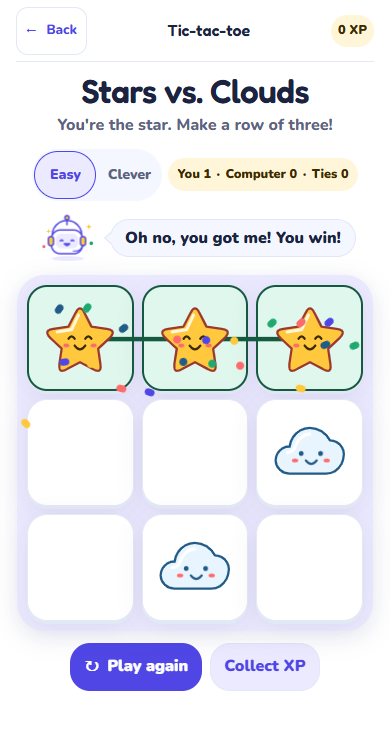 ← Back
Tic-tac-toe
0 XP
Stars vs. Clouds
You're the star. Make a row of three!
Easy
Clever
You 1 · Computer 0 · Ties 0
Oh no, you got me! You win!
↻ Play again
Collect XP